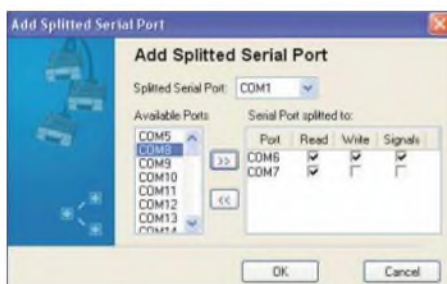 Add Splitted Serial Port
Add Splitted Serial Port
Splitted Serial Port: COM1
Available Ports
Serial Port splitted to:
COM5
COM8
COM9
COM10
COM11
COM12
COM13
COM14
>>
<<
Port Read Write Signals
COM6
COM7
OK Cancel